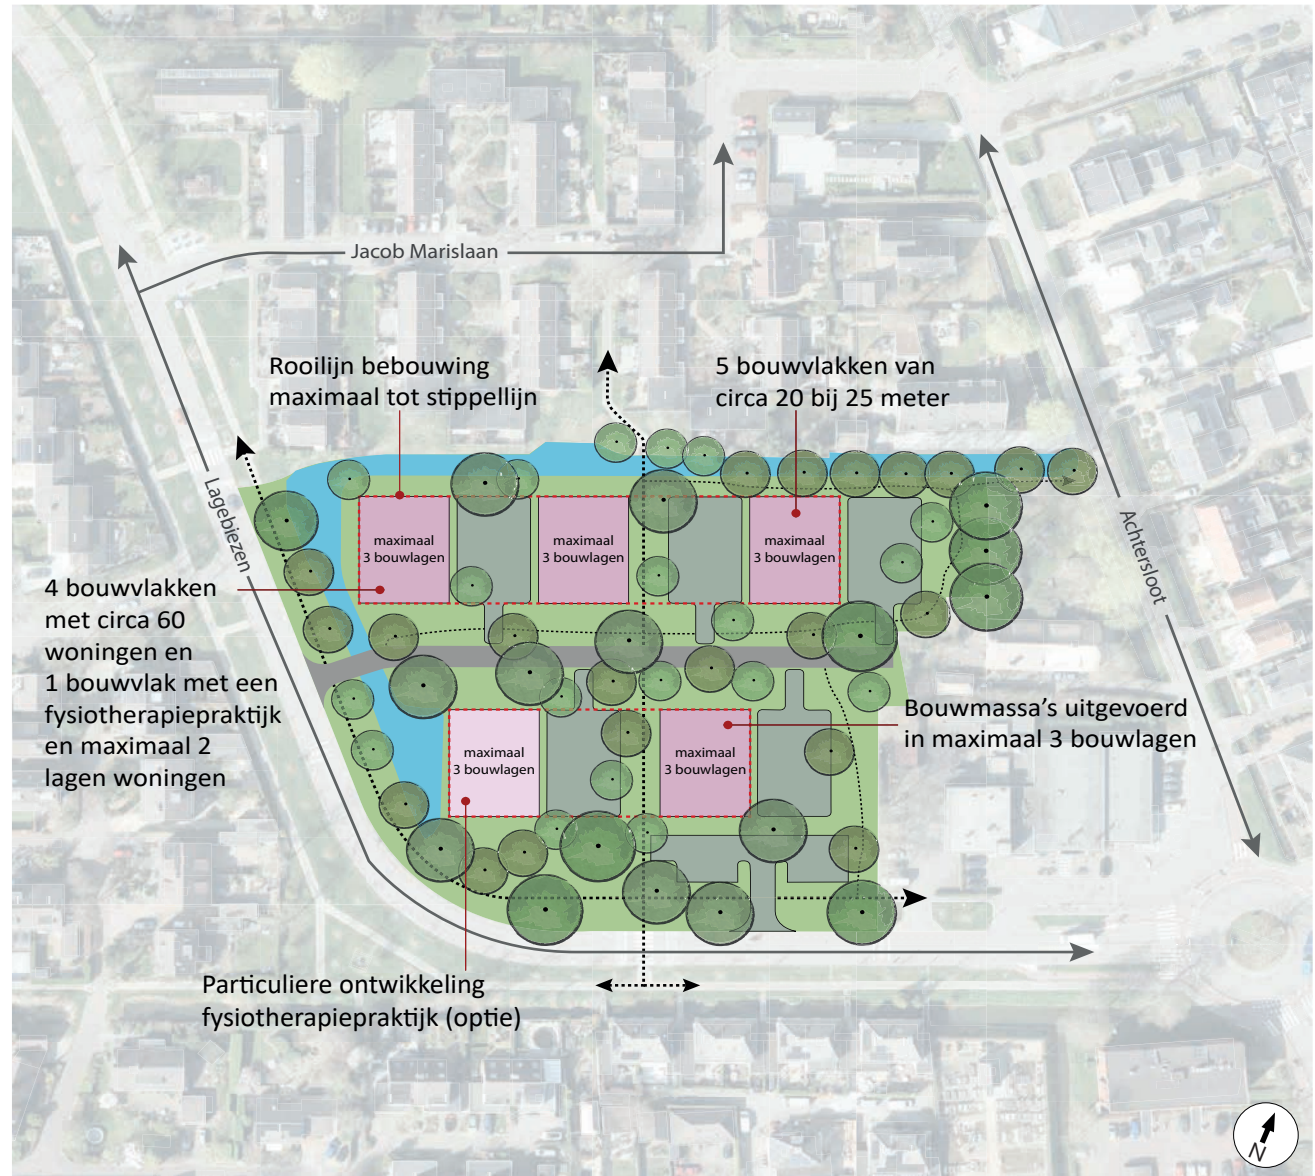 Jacob Marislaan
Rooilijn bebouwing
maximaal tot stippellijn
5 bouwvlakken van
circa 20 bij 25 meter
Lagebiezen
Achtersloot
maximaal
3 bouwlagen
maximaal
3 bouwlagen
maximaal
3 bouwlagen
4 bouwvlakken
met circa 60
woningen en
1 bouwvlak met een
fysiotherapiepraktijk
en maximaal 2
lagen woningen
maximaal
3 bouwlagen
maximaal
3 bouwlagen
Bouwmassa's uitgevoerd
in maximaal 3 bouwlagen
Particuliere ontwikkeling
fysiotherapiepraktijk (optie)
N